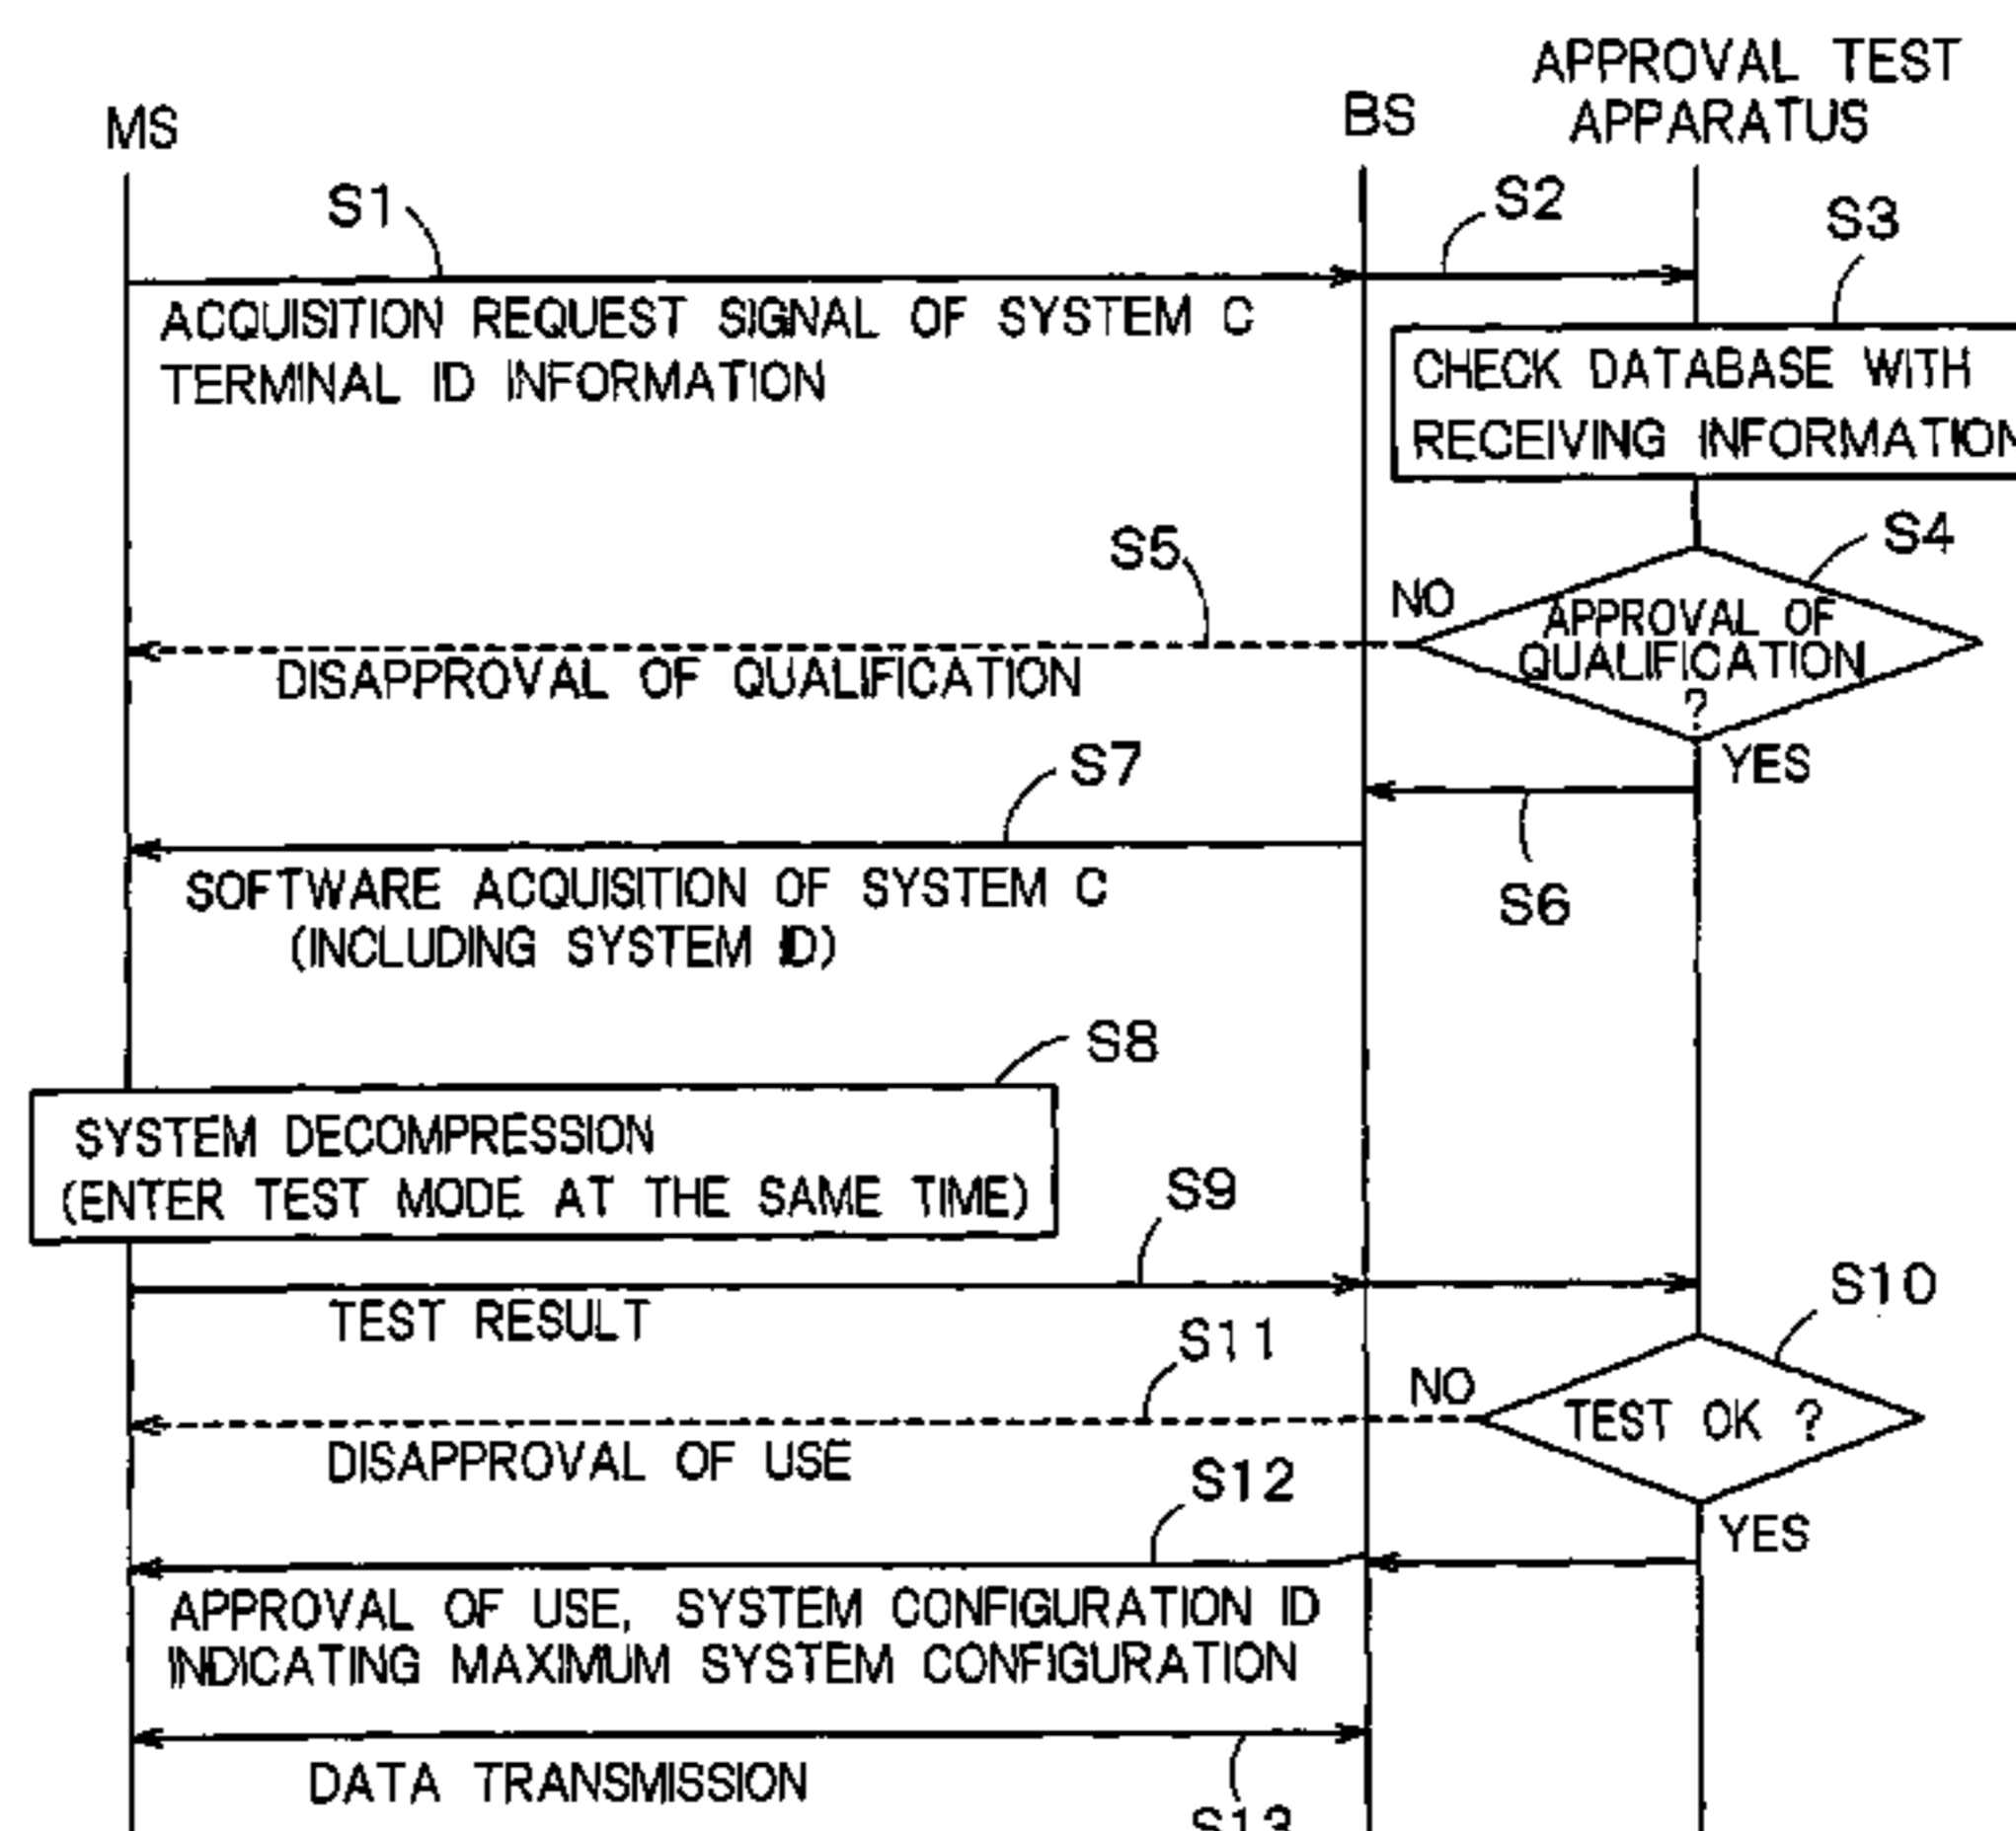 APPROVAL TEST
APPARATUS
MS
BS
S1
S2
S3
ACQUISITION REQUEST SIGNAL OF SYSTEM C
TERMINAL ID INFORMATION
CHECK DATABASE WITH
RECEIVING INFORMATION
S4
S5
NO
APPROVAL OF
QUALIFICATION
?
DISAPPROVAL OF QUALIFICATION
YES
S7
S6
SOFTWARE ACQUISITION OF SYSTEM C
(INCLUDING SYSTEM ID)
S8
SYSTEM DECOMPRESSION
(ENTER TEST MODE AT THE SAME TIME)
S9
S10
TEST RESULT
S11
NO
TEST OK ?
DISAPPROVAL OF USE
S12
YES
APPROVAL OF USE, SYSTEM CONFIGURATION ID
INDICATING MAXIMUM SYSTEM CONFIGURATION
DATA TRANSMISSION
S13